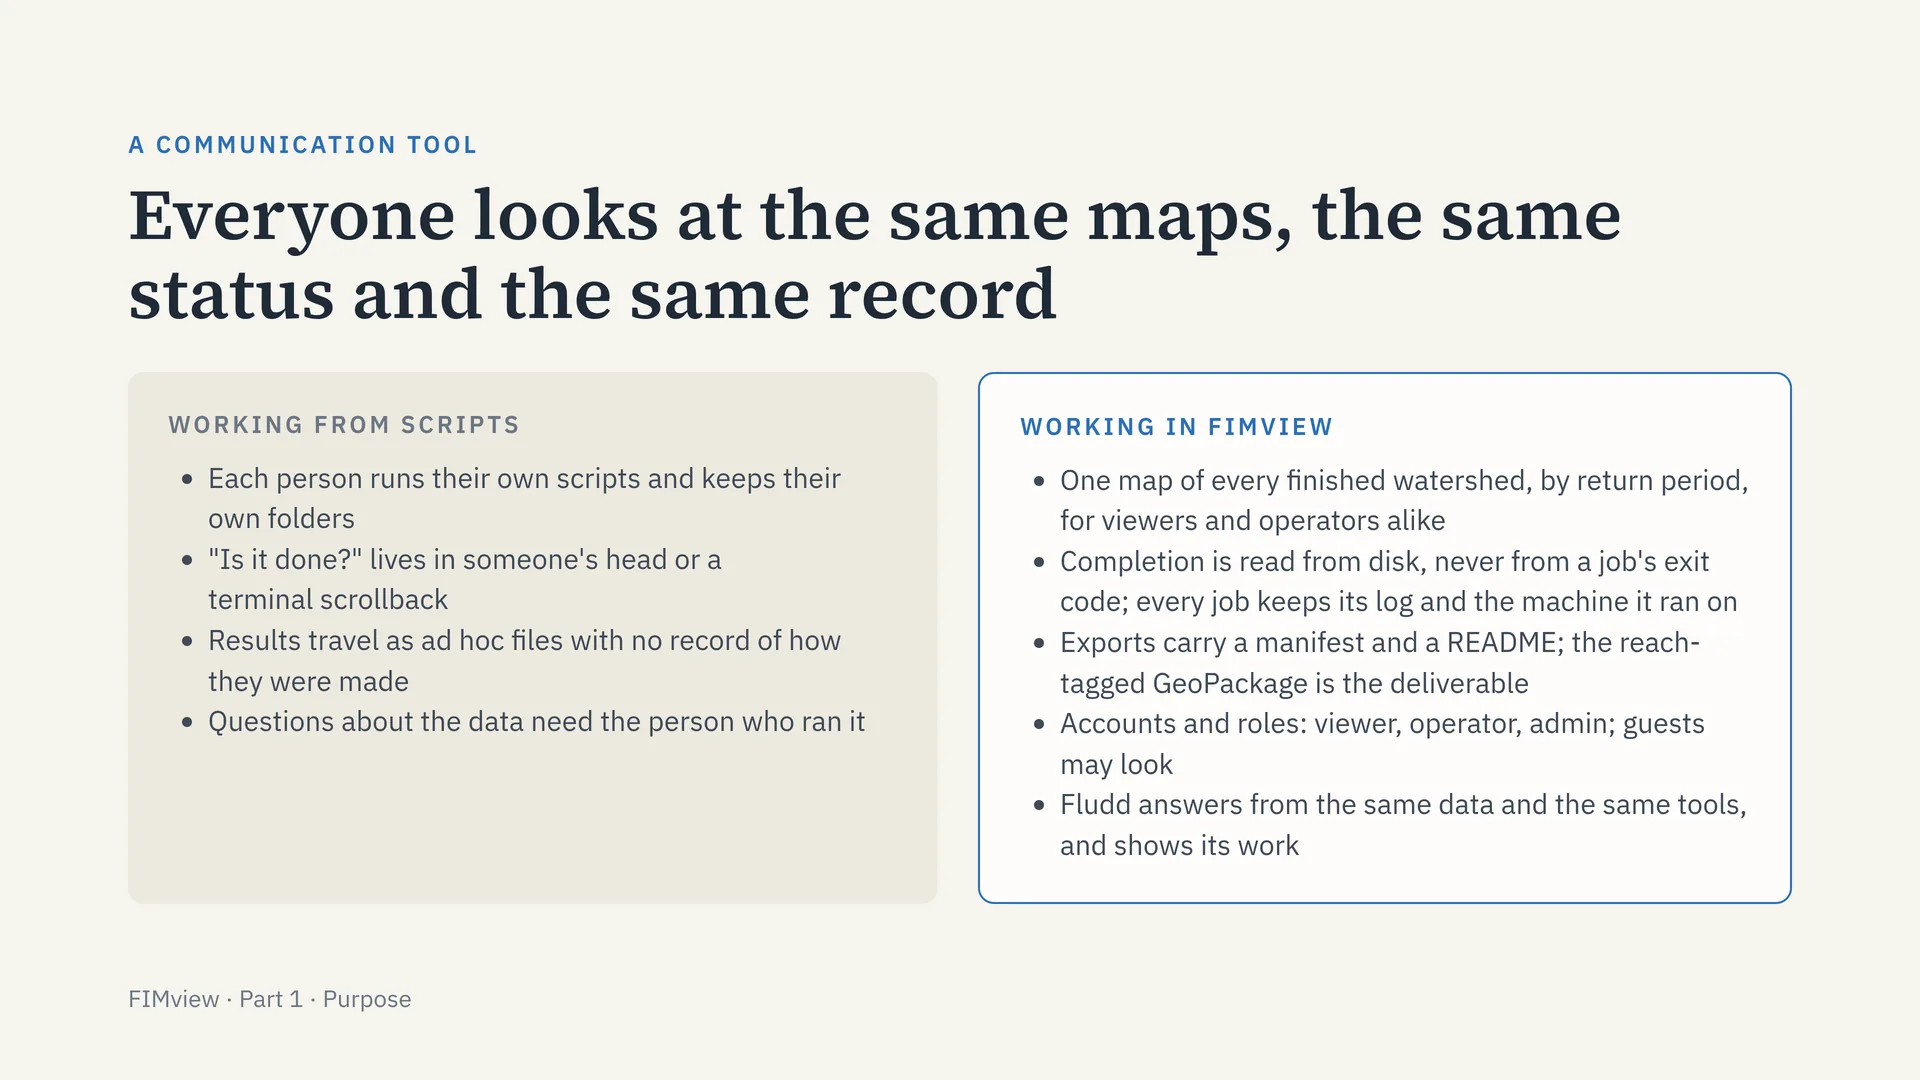 A COMMUNICATION TOOL
Everyone looks at the same maps, the same
status and the same record
WORKING FROM SCRIPTS
• Each person runs their own scripts and keeps their
own folders
• "Is it done?" lives in someone's head or a
terminal scrollback
• Results travel as ad hoc files with no record of how
they were made
• Questions about the data need the person who ran it
WORKING IN FIMVIEW
• One map of every finished watershed, by return period,
for viewers and operators alike
• Completion is read from disk, never from a job's exit
code; every job keeps its log and the machine it ran on
• Exports carry a manifest and a README; the reach-
tagged GeoPackage is the deliverable
• Accounts and roles: viewer, operator, admin; guests
may look
• Fludd answers from the same data and the same tools,
and shows its work
FIMview · Part 1 · Purpose